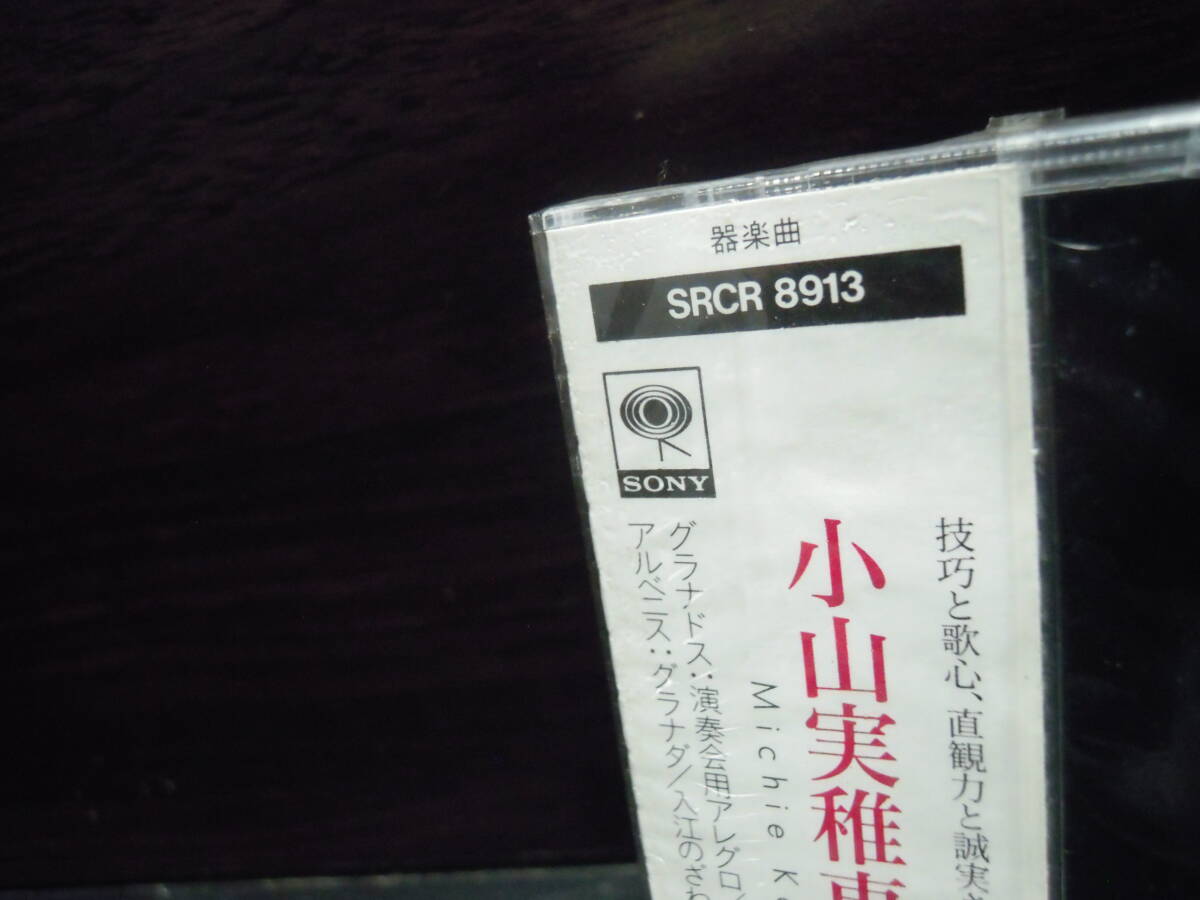 器楽曲
SRCR 8913
SONY
技巧と歌心、直観力と誠実
小山実稚恵
Michie K
グラナドス:演奏会用アレグロ/
アルベニス:グラナダ/入江のざわ